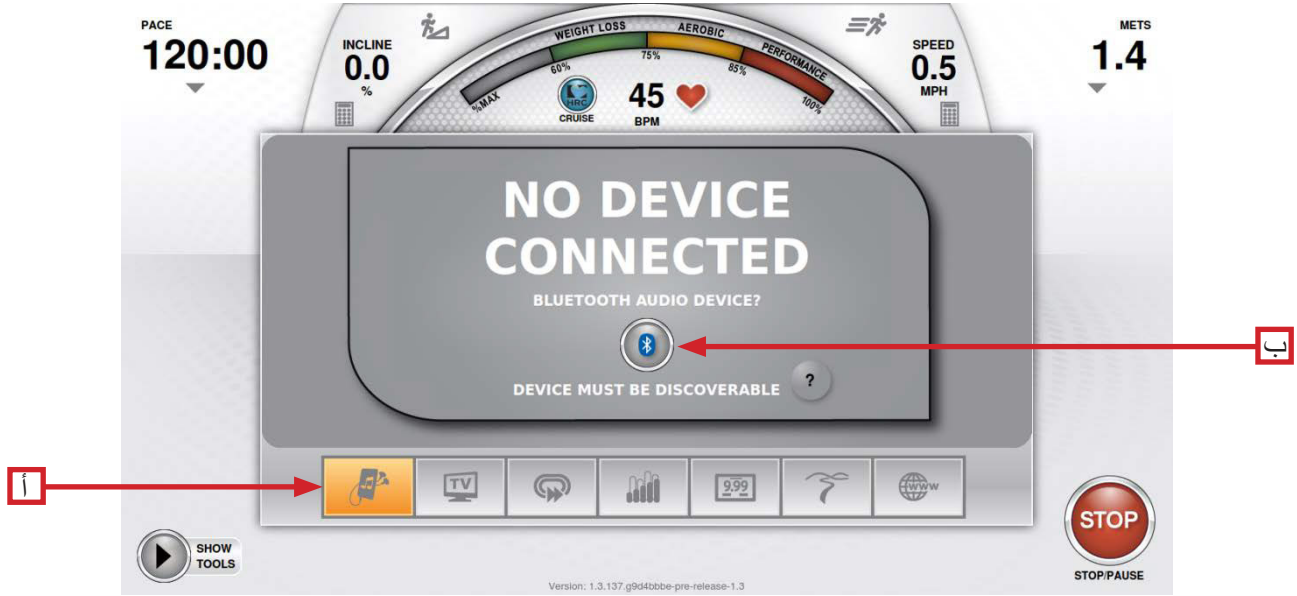 PACE
120:00
INCLINE
0.0
%
%MAX
WEIGHT LOSS
AEROBIC
PERFORMANCE
60%
75%
85%
100%
HRC
CRUISE
45
BPM
SPEED
0.5
MPH
METS
1.4
NO DEVICE
CONNECTED
BLUETOOTH AUDIO DEVICE?
ب
DEVICE MUST BE DISCOVERABLE ?
أ
TV
9.99
www
SHOW
TOOLS
STOP
STOP/PAUSE
Version: 1.3.137.g9d4bbbe-pre-release-1.3